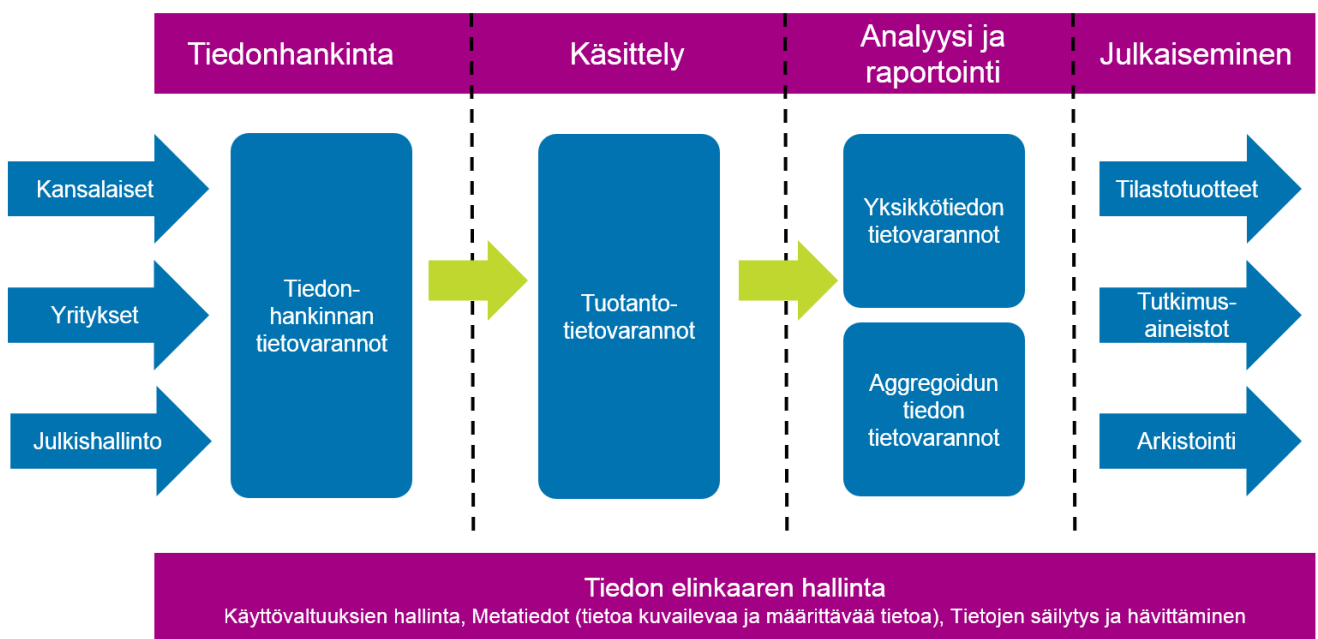 Tiedonhankinta
Käsittely
Analyysi ja
raportointi
Julkaiseminen
Kansalaiset
Yritykset
Julkishallinto
Tiedon-
hankinnan
tietovarannot
Tuotanto-
tietovarannot
Yksikkötiedon
tietovarannot
Aggregoidun
tiedon
tietovarannot
Tilastotuotteet
Tutkimus-
aineistot
Arkistointi
Tiedon elinkaaren hallinta
Käyttövaltuuksien hallinta, Metatiedot (tietoa kuvailevaa ja määrittävää tietoa), Tietojen säilytys ja hävittäminen